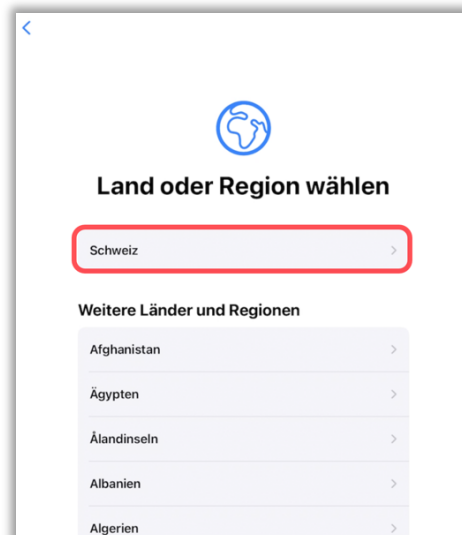 Land oder Region wählen
Schweiz
Weitere Länder und Regionen
Afghanistan
Ägypten
Ålandinseln
Albanien
Algerien